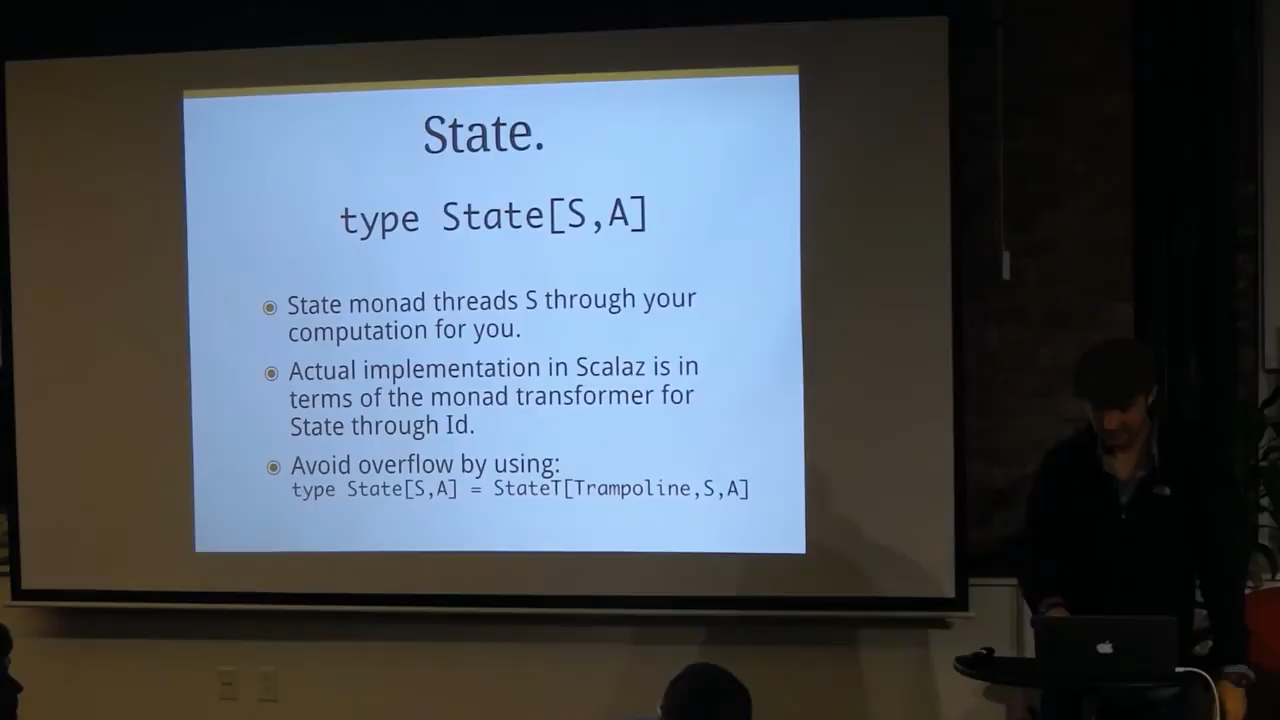 State.
type State[S,A]
State monad threads S through your
computation for you.
Actual implementation in Scalaz is in
terms of the monad transformer for
State through Id.
Avoid overflow by using:
type State[S,A] = StateT[Trampoline,S,A]